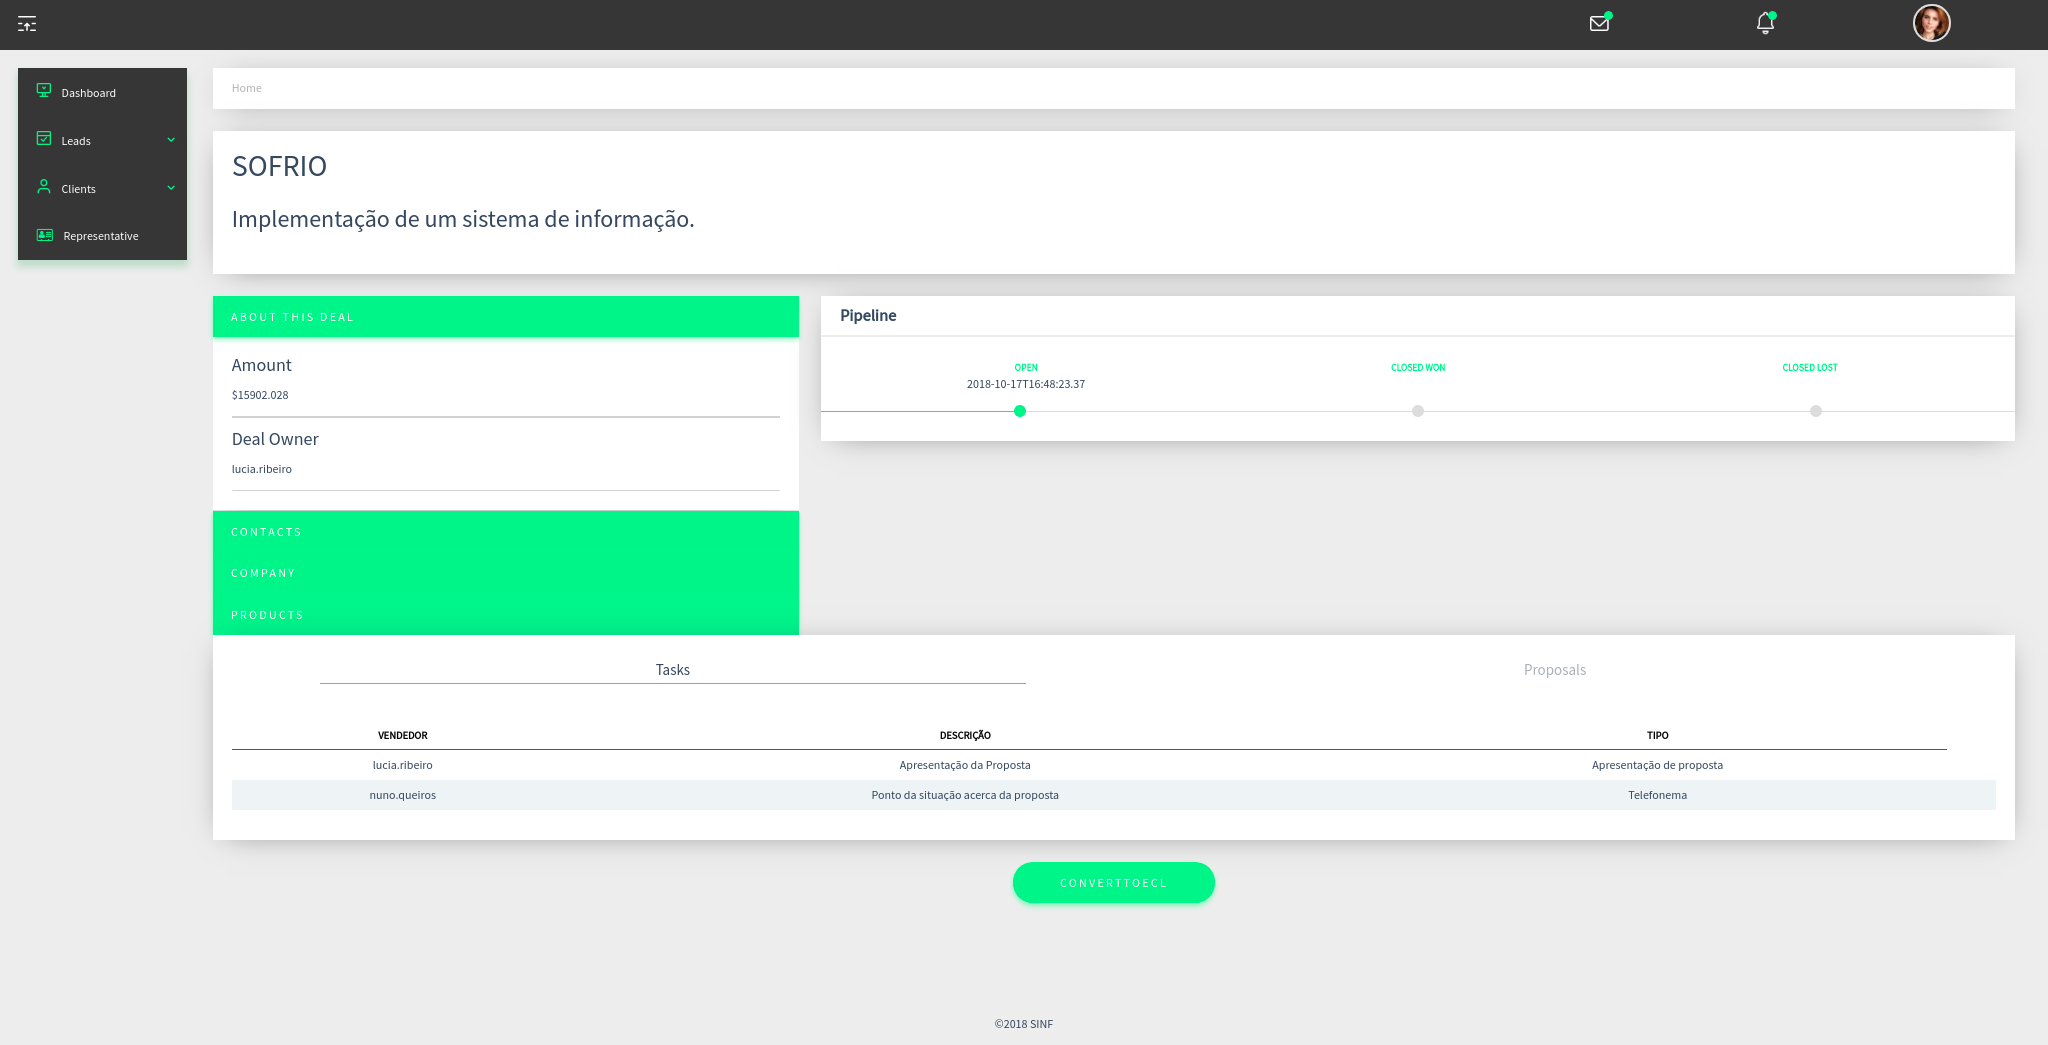 Dashboard
Leads
Clients
Representative
Home
SOFRIO
Implementação de um sistema de informação.
ABOUT THIS DEAL
Amount
$15902.028
Deal Owner
lucia.ribeiro
CONTACTS
COMPANY
PRODUCTS
Pipeline
OPEN CLOSED WON CLOSED LOST
2018-10-17T16:48:23.37
Tasks Proposals
VENDEDOR DESCRIÇÃO TIPO
lucia.ribeiro Apresentação da Proposta Apresentação de proposta
nuno.queiros Ponto da situação acerca da proposta Telefonema
CONVERTTOECL
©2018 SINF